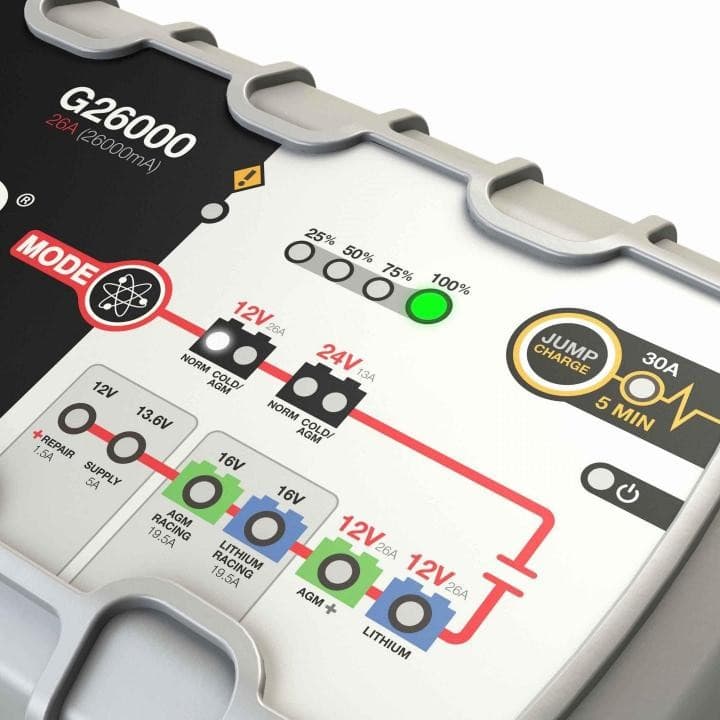 G26000
26A (26000mA)
®
MODE
25% 50% 75% 100%
12V 26A
NORM COLD/
AGM
24V 13A
NORM COLD/
AGM
JUMP
CHARGE
30A
5 MIN
12V
+REPAIR
1.5A
13.6V
SUPPLY
5A
16V
AGM
RACING
19.5A
16V
LITHIUM
RACING
19.5A
12V 26A
AGM+
12V 26A
LITHIUM